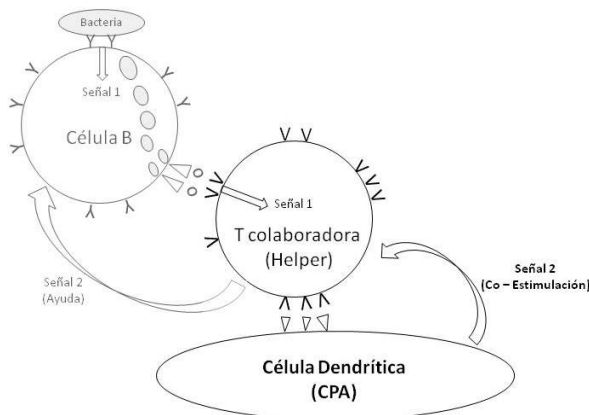 Bacteria
Señal 1
Célula B
Señal 1
T colaboradora
(Helper)
Señal 2
(Ayuda)
Señal 2
(Co – Estimulación)
Célula Dendrítica
(CPA)